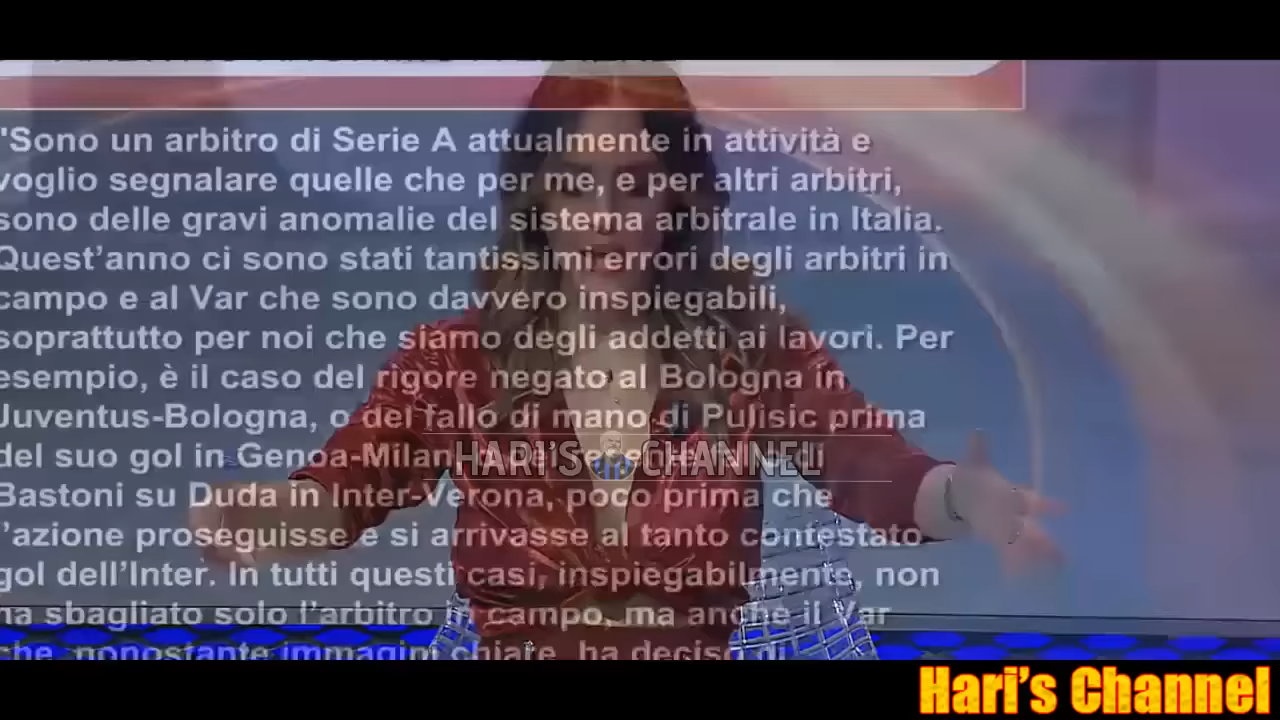 "Sono un arbitro di Serie A attualmente in attività e
voglio segnalare quelle che per me, e per altri arbitri,
sono delle gravi anomalie del sistema arbitrale in Italia.
Quest'anno ci sono stati tantissimi errori degli arbitri in
campo e al Var che sono davvero inspiegabili,
soprattutto per noi che siamo degli addetti ai lavori. Per
esempio, è il caso del rigore negato al Bologna in
Juventus-Bologna, o del fallo di mano di Pulisic prima
del suo gol in Genoa-Milan di
HARI'S CHANNEL
Bastoni su Duda in Inter-Verona, poco prima che
l'azione proseguisse e si arrivasse al tanto contestato
gol dell'Inter. In tutti questi casi, inspiegabilmente, non
ha sbagliato solo l'arbitro in campo, ma anche il Var
che, nonostante immagini chiare, ha deciso di
Hari's Channel